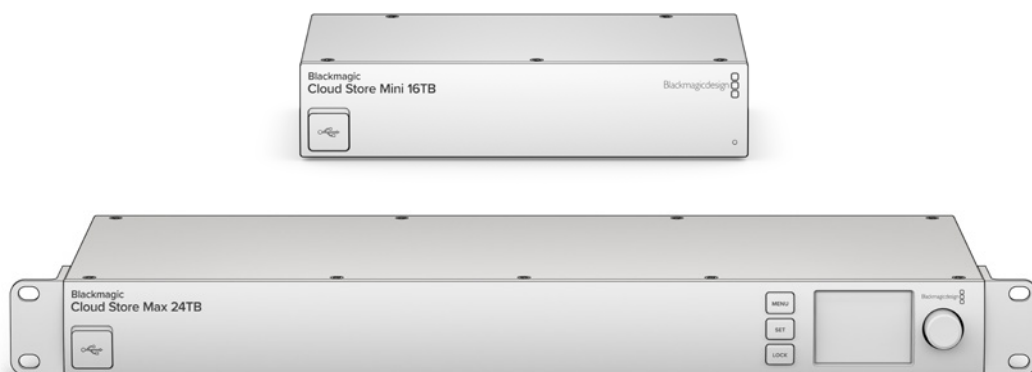 Blackmagic
Cloud Store Mini 16TB
Blackmagicdesign
Blackmagic
Cloud Store Max 24TB
MENU
SET
LOCK
Blackmagicdesign